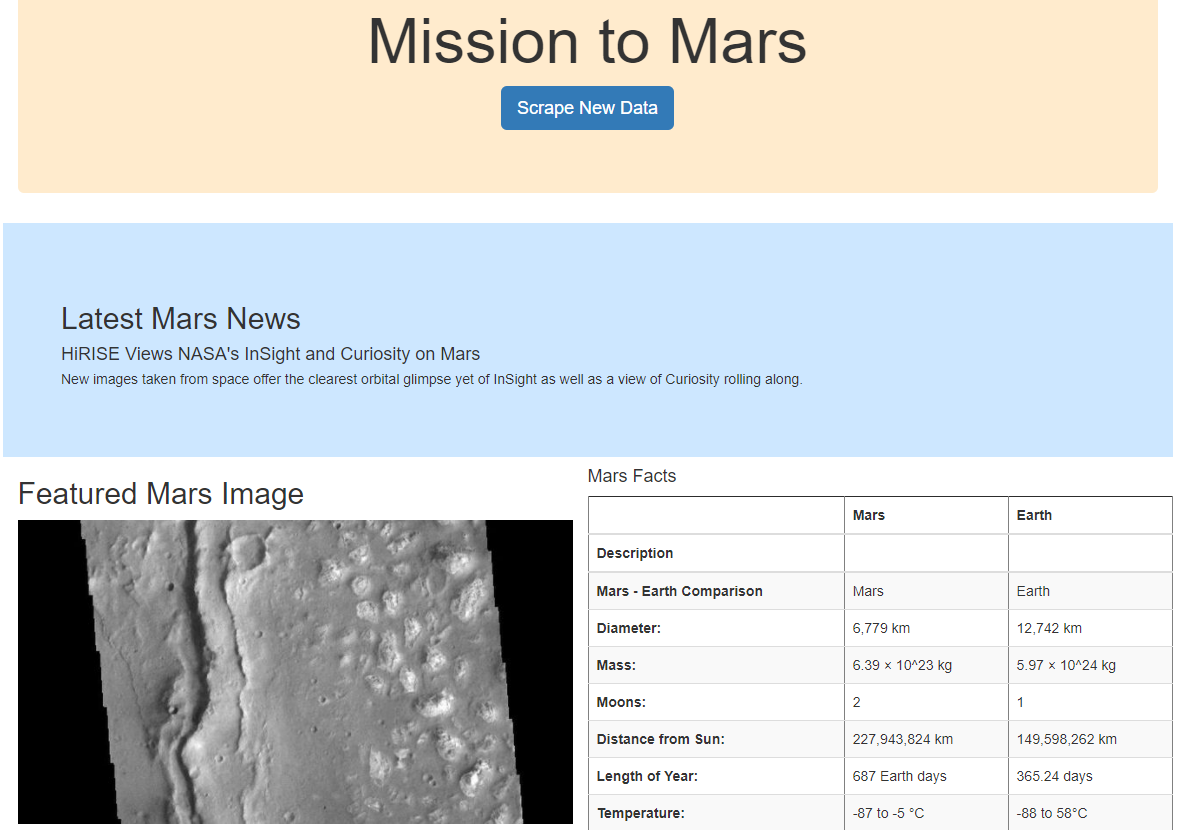 Mission to Mars
Scrape New Data
Latest Mars News
HiRISE Views NASA's InSight and Curiosity on Mars
New images taken from space offer the clearest orbital glimpse yet of InSight as well as a view of Curiosity rolling along.
Featured Mars Image
Mars Facts
Mars Earth
Description
Mars - Earth Comparison Mars Earth
Diameter: 6,779 km 12,742 km
Mass: 6.39 × 10^23 kg 5.97 × 10^24 kg
Moons: 2 1
Distance from Sun: 227,943,824 km 149,598,262 km
Length of Year: 687 Earth days 365.24 days
Temperature: -87 to -5 °C -88 to 58°C